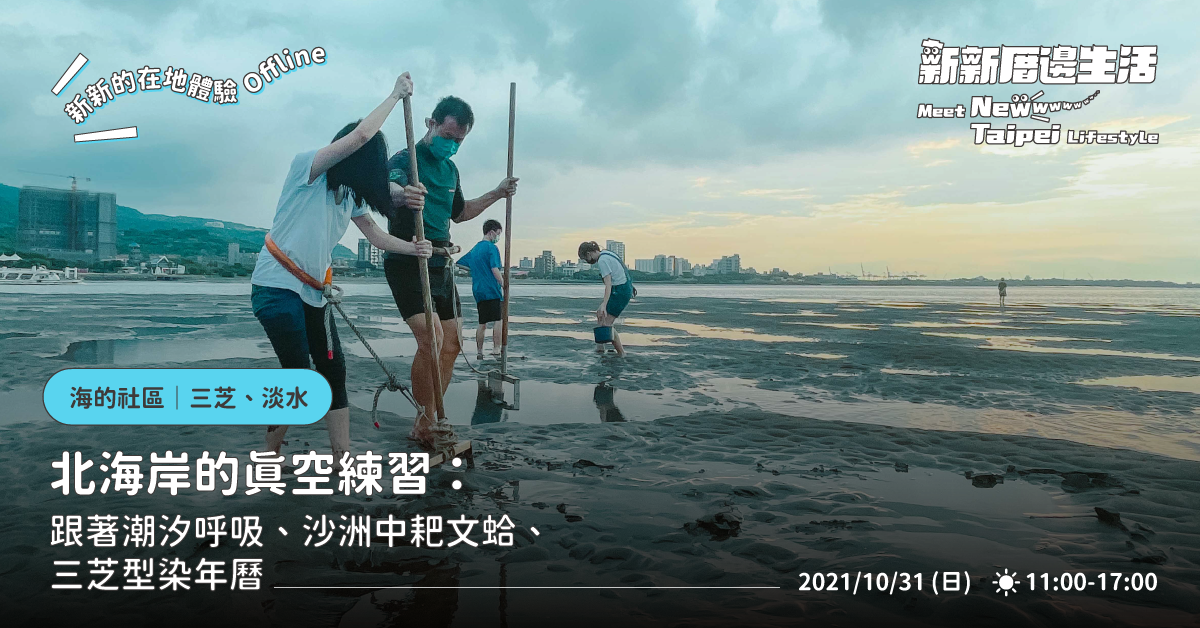 新新的在地體驗 Offline
新新厝邊生活
Meet Newwwwww
Taipei Lifestyle
海的社區｜三芝、淡水
北海岸的真空練習：
跟著潮汐呼吸、沙洲中耙文蛤、
三芝型染年曆
2021/10/31 (日) 11:00-17:00